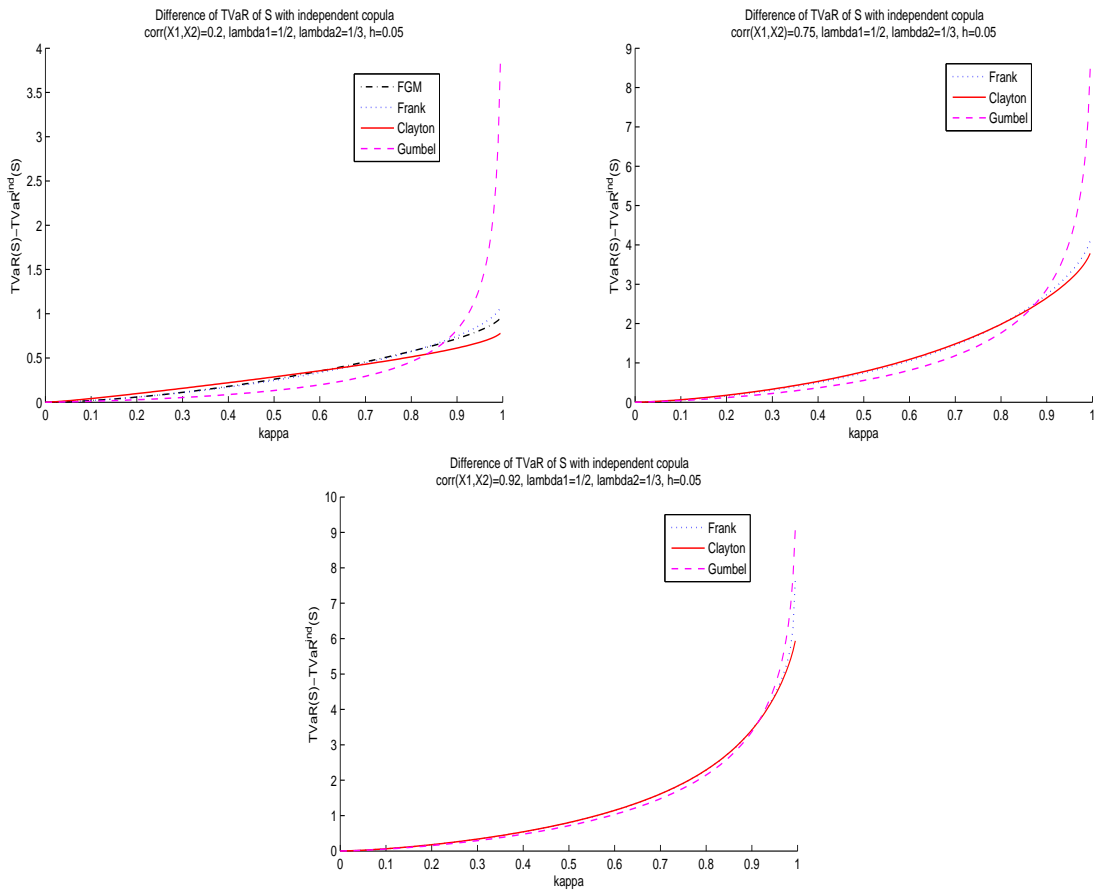 Difference of TVaR of S with independent copula
corr(X1,X2)=0.2, lambda1=1/2, lambda2=1/3, h=0.05
TVaR(S)−TVaR^ind(S)
4
3.5
3
2.5
2
1.5
1
0.5
0
FGM
Frank
Clayton
Gumbel
0 0.1 0.2 0.3 0.4 0.5 0.6 0.7 0.8 0.9 1
kappa
Difference of TVaR of S with independent copula
corr(X1,X2)=0.75, lambda1=1/2, lambda2=1/3, h=0.05
TVaR(S)−TVaR^ind(S)
9
8
7
6
5
4
3
2
1
0
Frank
Clayton
Gumbel
0 0.1 0.2 0.3 0.4 0.5 0.6 0.7 0.8 0.9 1
kappa
Difference of TVaR of S with independent copula
corr(X1,X2)=0.92, lambda1=1/2, lambda2=1/3, h=0.05
TVaR(S)−TVaR^ind(S)
10
9
8
7
6
5
4
3
2
1
0
Frank
Clayton
Gumbel
0 0.1 0.2 0.3 0.4 0.5 0.6 0.7 0.8 0.9 1
kappa